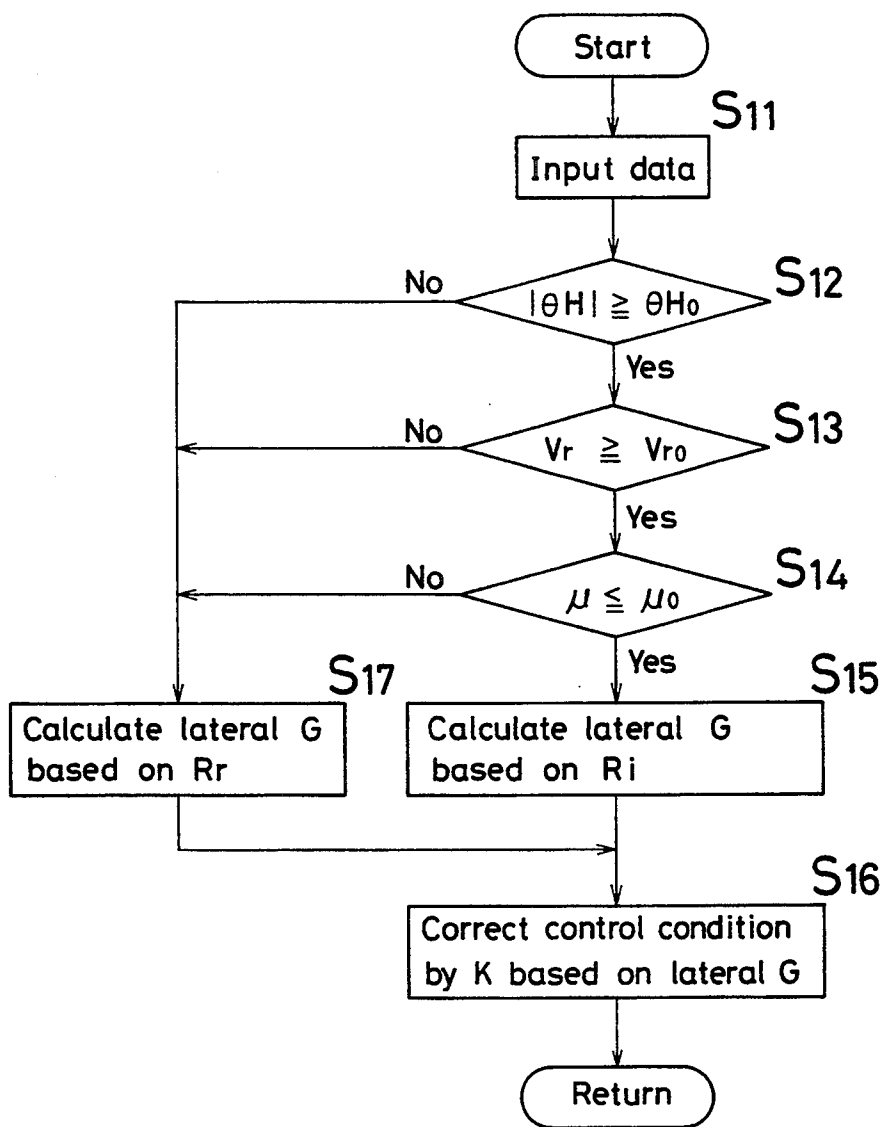 Start
S11
Input data
S12
No
|θH| ≧ θH0
Yes
S13
No
Vr ≧ Vr0
Yes
S14
No
μ ≦ μ0
Yes
S17
Calculate lateral G
based on Rr
S15
Calculate lateral G
based on Ri
S16
Correct control condition
by K based on lateral G
Return